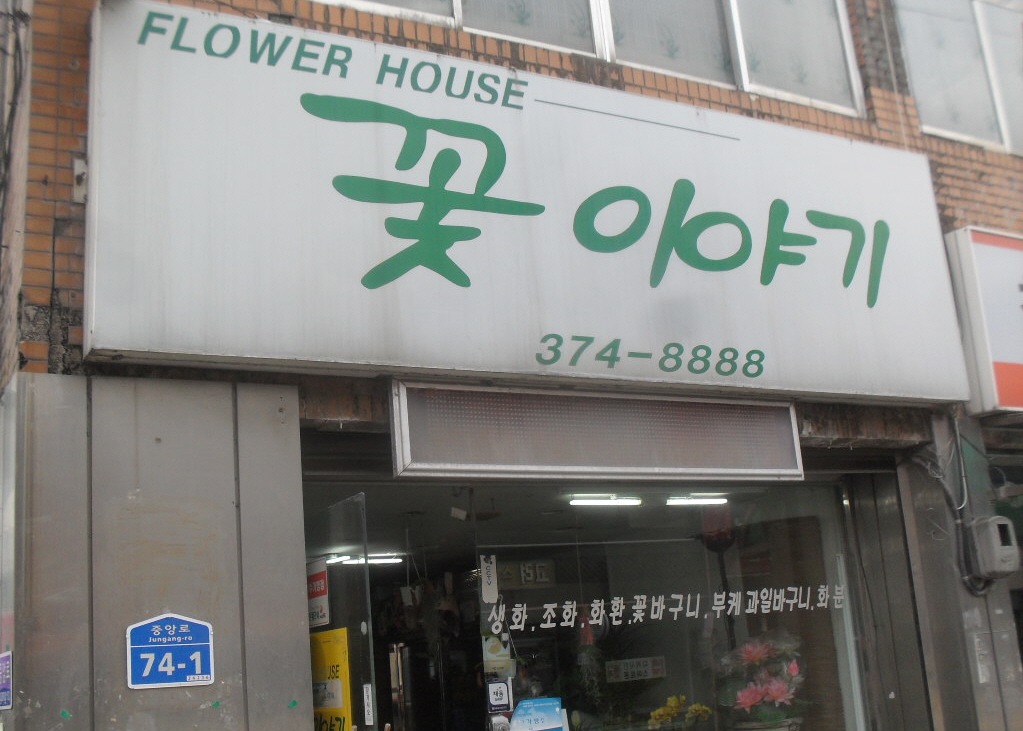 FLOWER HOUSE
꽃 이야기
374-8888
생화.조화.화환.꽃바구니.부케.과일바구니.화분
중앙로
Jungang-ro
74-1